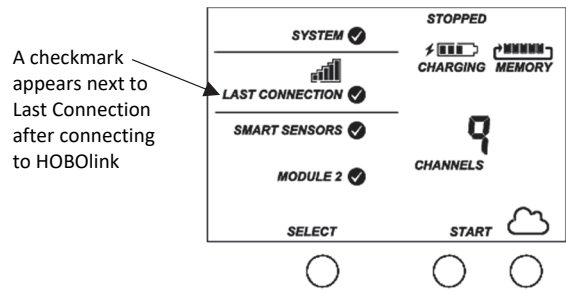 A checkmark
appears next to
Last Connection
after connecting
to HOBOlink
SYSTEM
STOPPED
CHARGING MEMORY
LAST CONNECTION
SMART SENSORS
9
CHANNELS
MODULE 2
SELECT
START